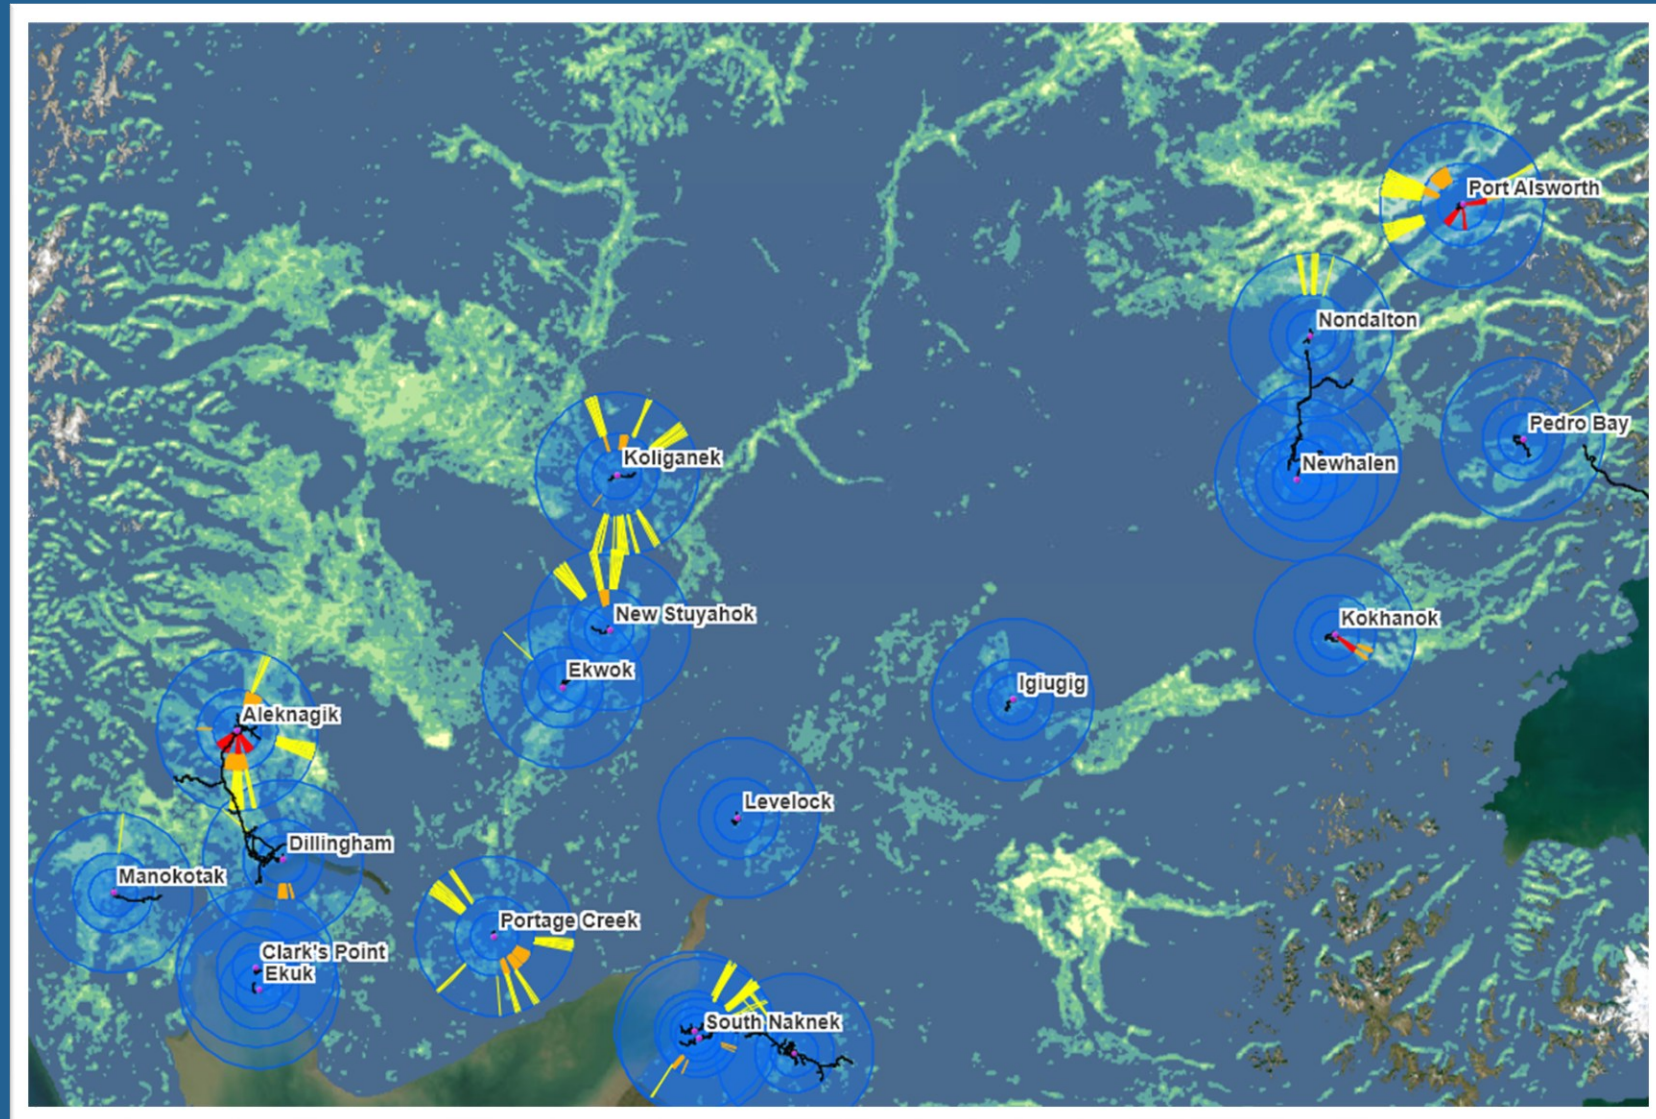 Port Alsworth
Nondalton
Pedro Bay
Koliganek
Newhalen
New Stuyahok
Kokhanok
Ekwok
Igiugig
Aleknagik
Levelock
Dillingham
Manokotak
Portage Creek
Clark's Point
Ekuk
South Naknek